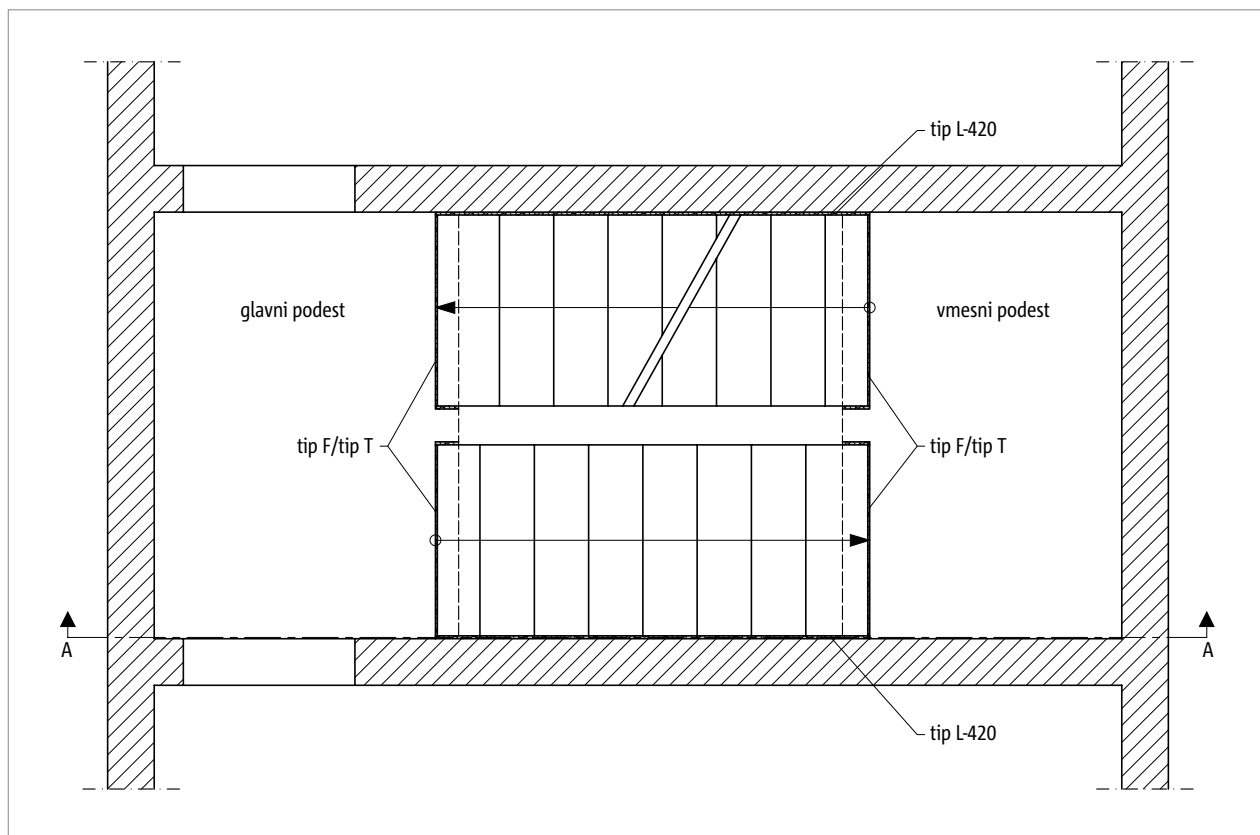 tip L-420
glavni podest
vmesni podest
tip F/tip T
tip F/tip T
A
A
tip L-420